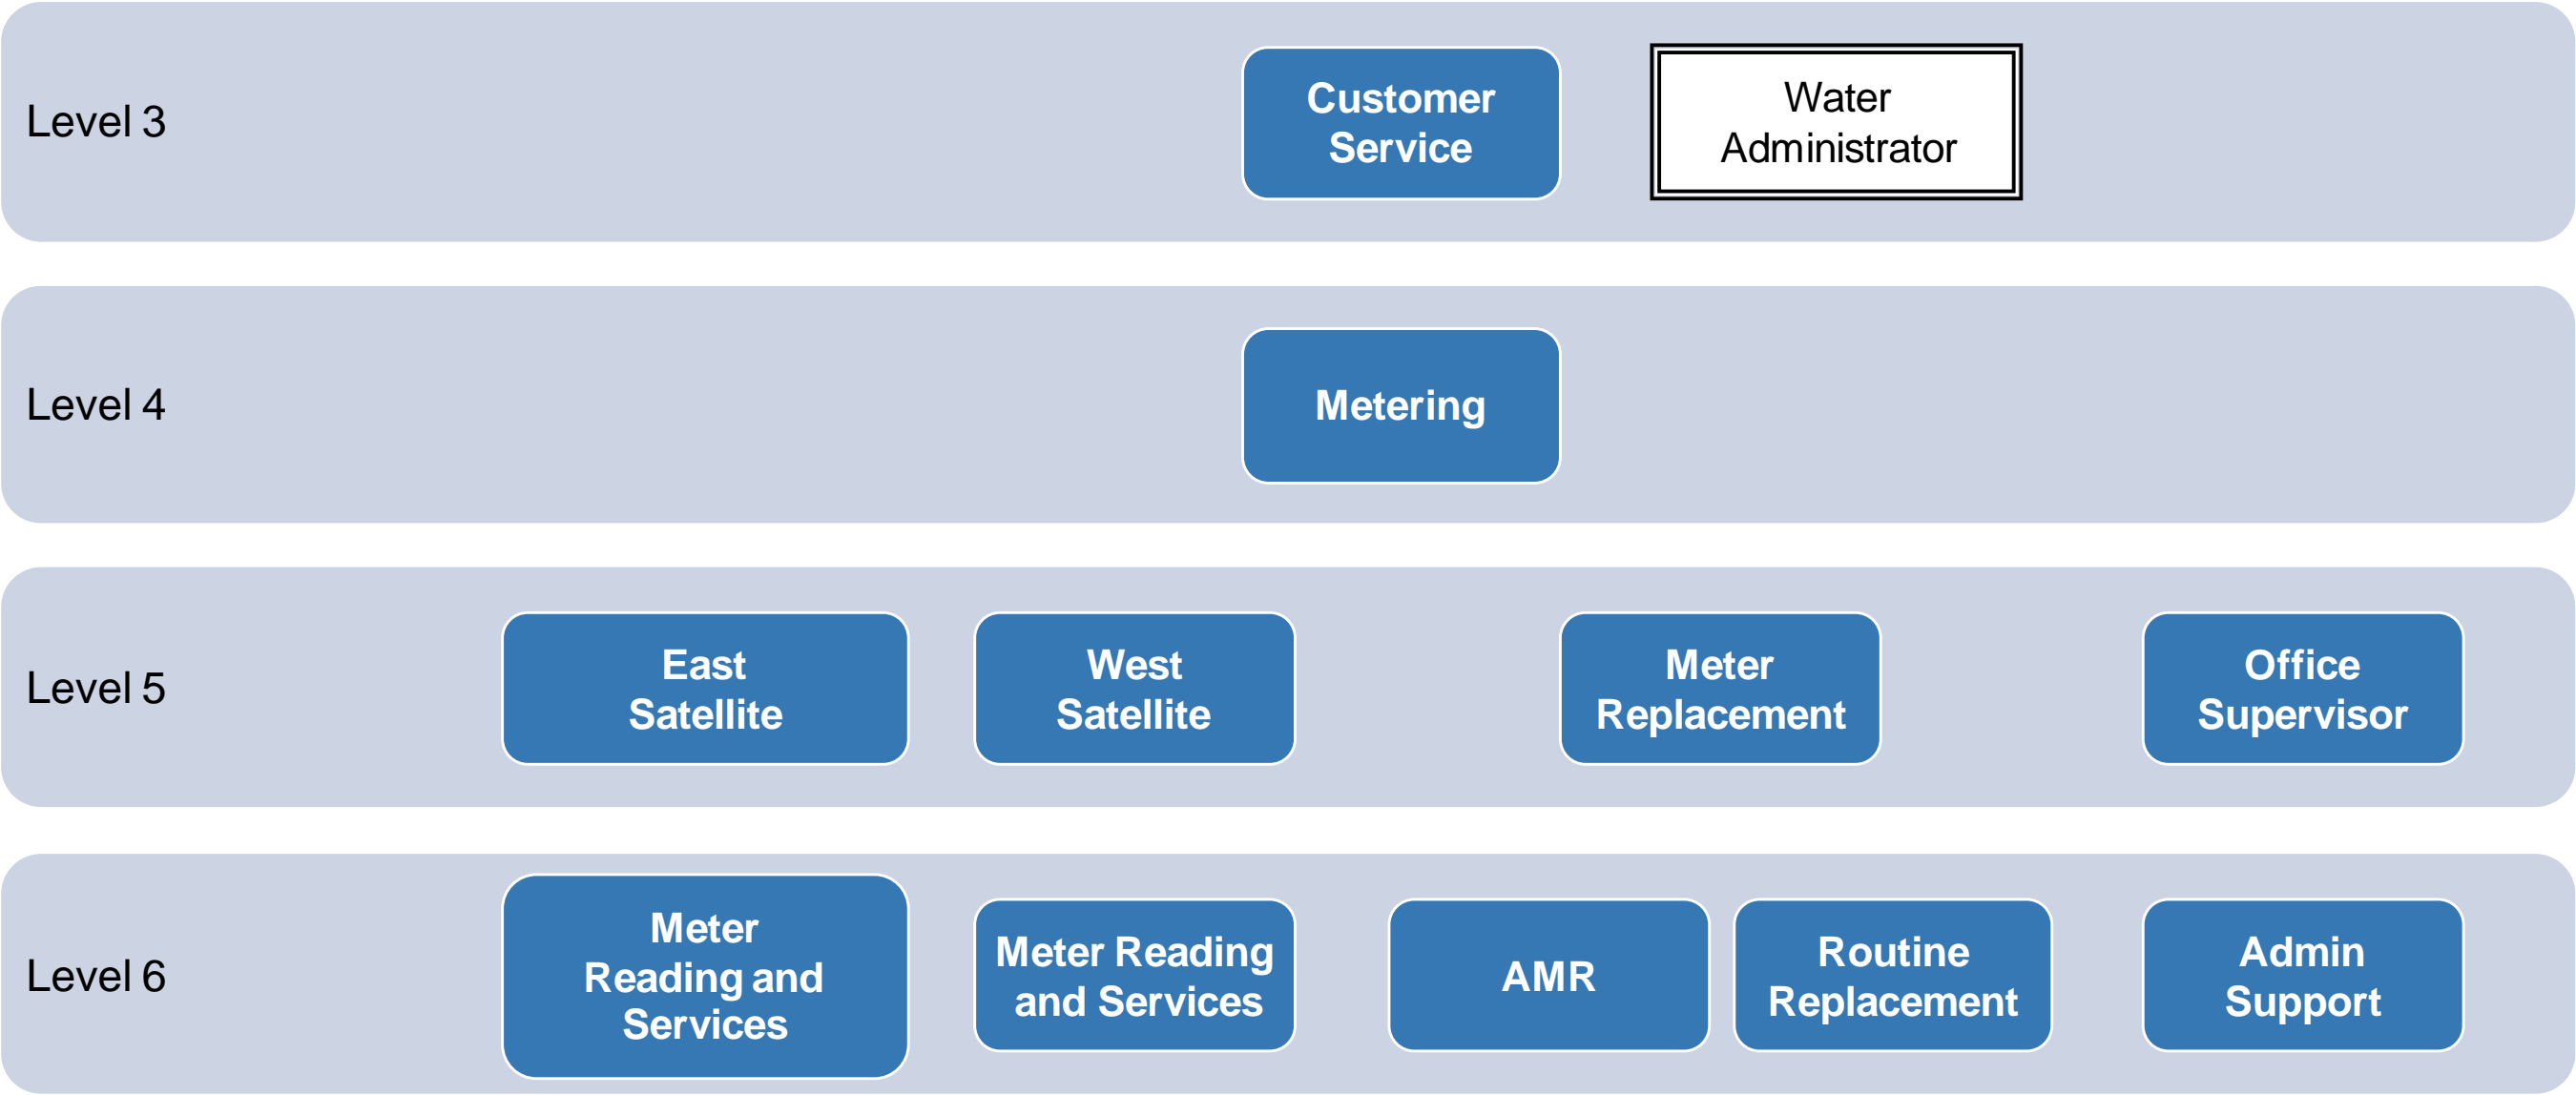 Level 3
Customer
Service
Water
Administrator
Level 4
Metering
Level 5
East
Satellite
West
Satellite
Meter
Replacement
Office
Supervisor
Level 6
Meter
Reading and
Services
Meter Reading
and Services
AMR
Routine
Replacement
Admin
Support